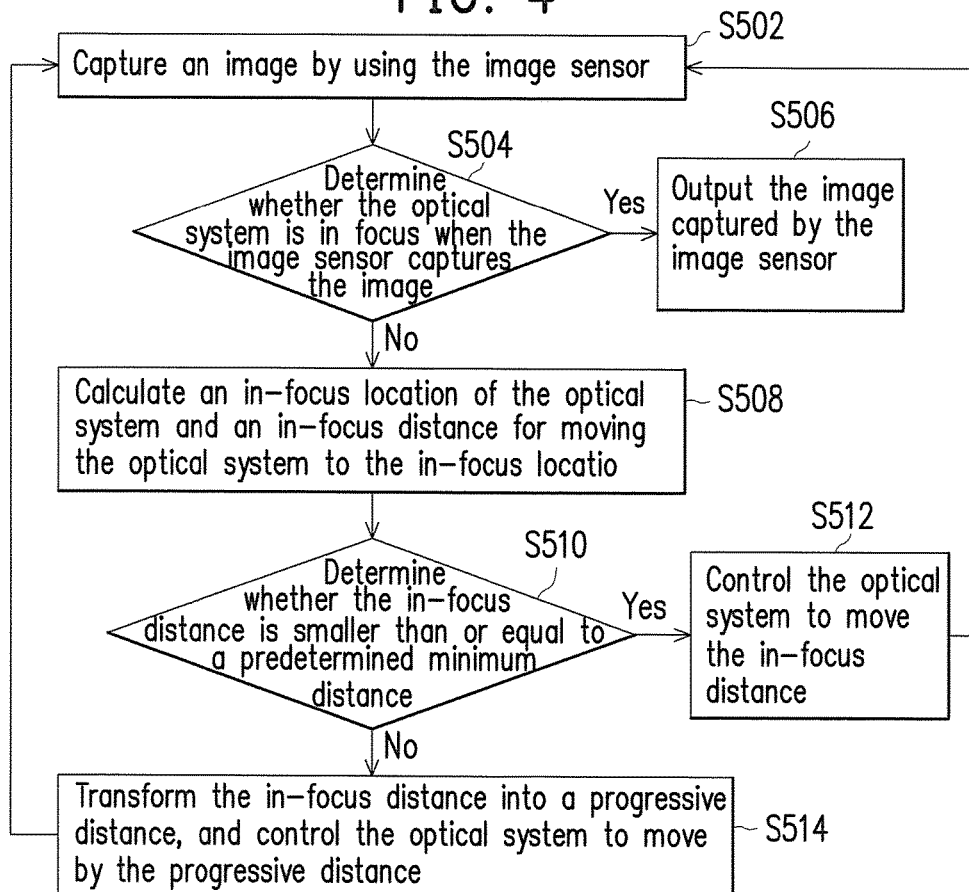 FIG. 4
S502
Capture an image by using the image sensor
S504
Determine
whether the optical
system is in focus when the
image sensor captures
the image
Yes
S506
Output the image
captured by the
image sensor
No
Calculate an in-focus location of the optical
system and an in-focus distance for moving
the optical system to the in-focus locatio
S508
S510
Determine
whether the in-focus
distance is smaller than or equal to
a predetermined minimum
distance
Yes
S512
Control the optical
system to move
the in-focus
distance
No
Transform the in-focus distance into a progressive
distance, and control the optical system to move
by the progressive distance
S514